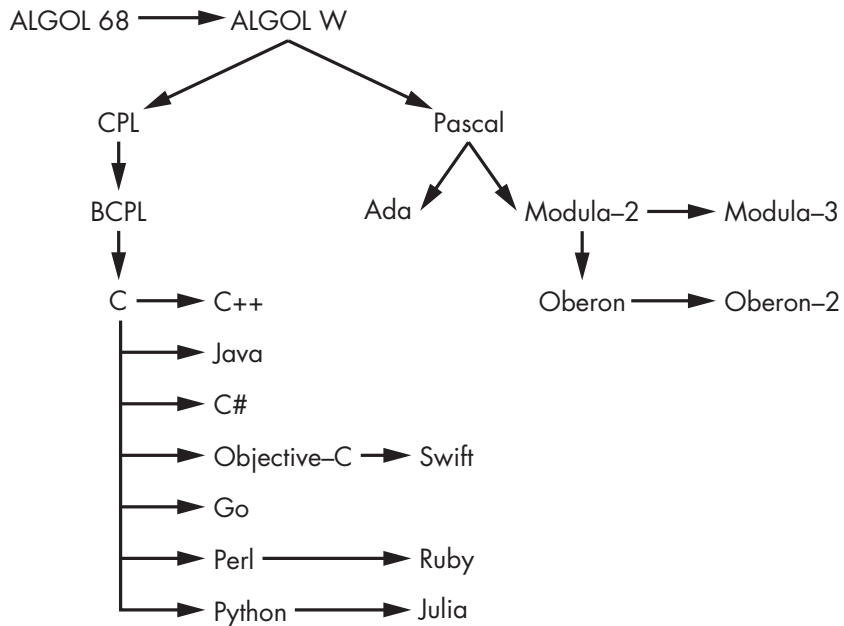 ALGOL 68 ALGOL W
CPL Pascal
BCPL Ada Modula–2 Modula–3
C C++ Oberon Oberon–2
Java
C#
Objective–C Swift
Go
Perl Ruby
Python Julia